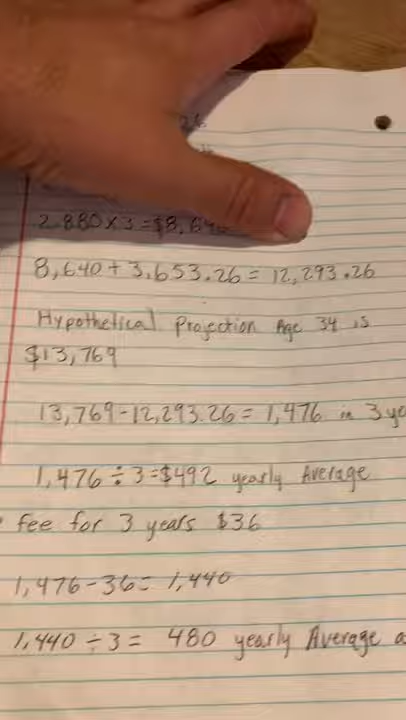 2,880x3=$8,64
8,640+3,653.26=12,293.26
Hypothetical Projection Age 34 is
$13,769
13,769-12,293.26=1,476 in 3 ye
1,476÷3=$492 yearly Average
fee for 3 years $36
1,476-36=1,440
1,440÷3= 480 yearly Average a